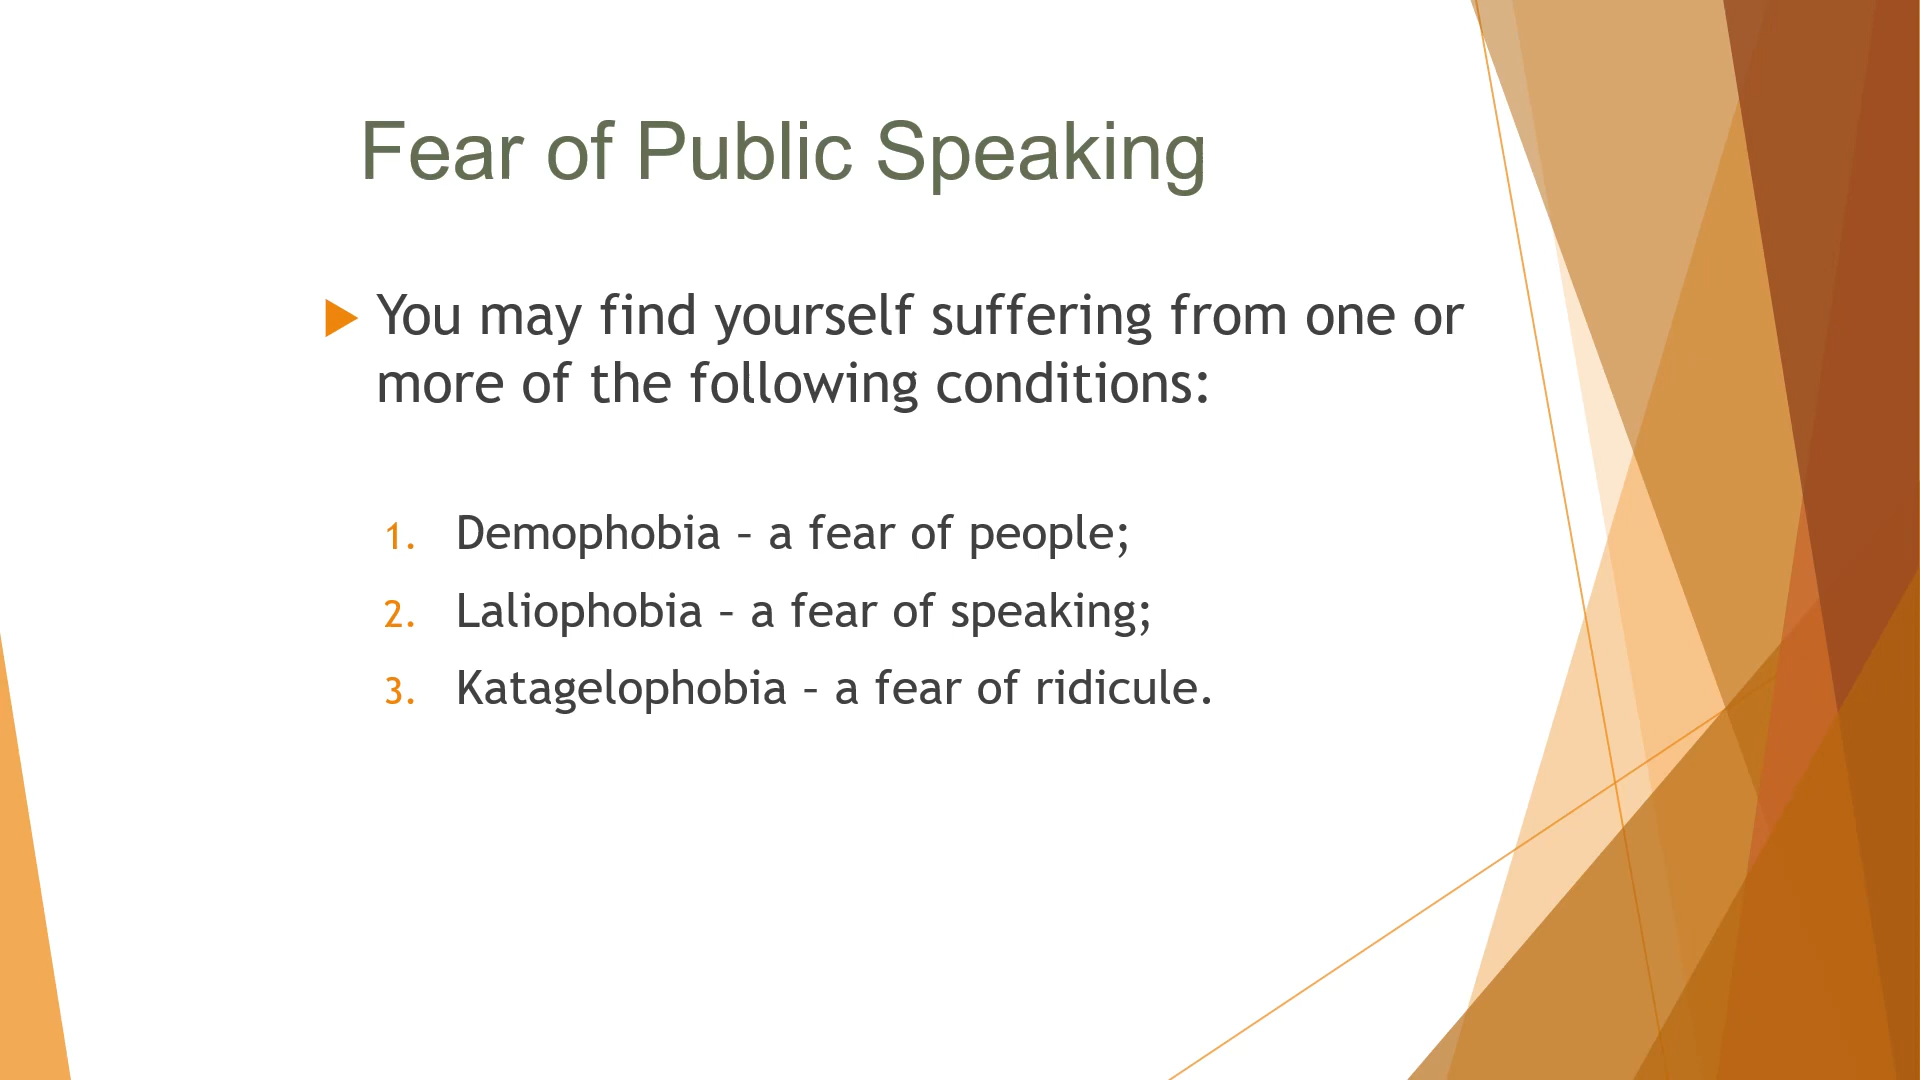 Fear of Public Speaking
You may find yourself suffering from one or
more of the following conditions:
1. Demophobia – a fear of people;
2. Laliophobia – a fear of speaking;
3. Katagelophobia – a fear of ridicule.